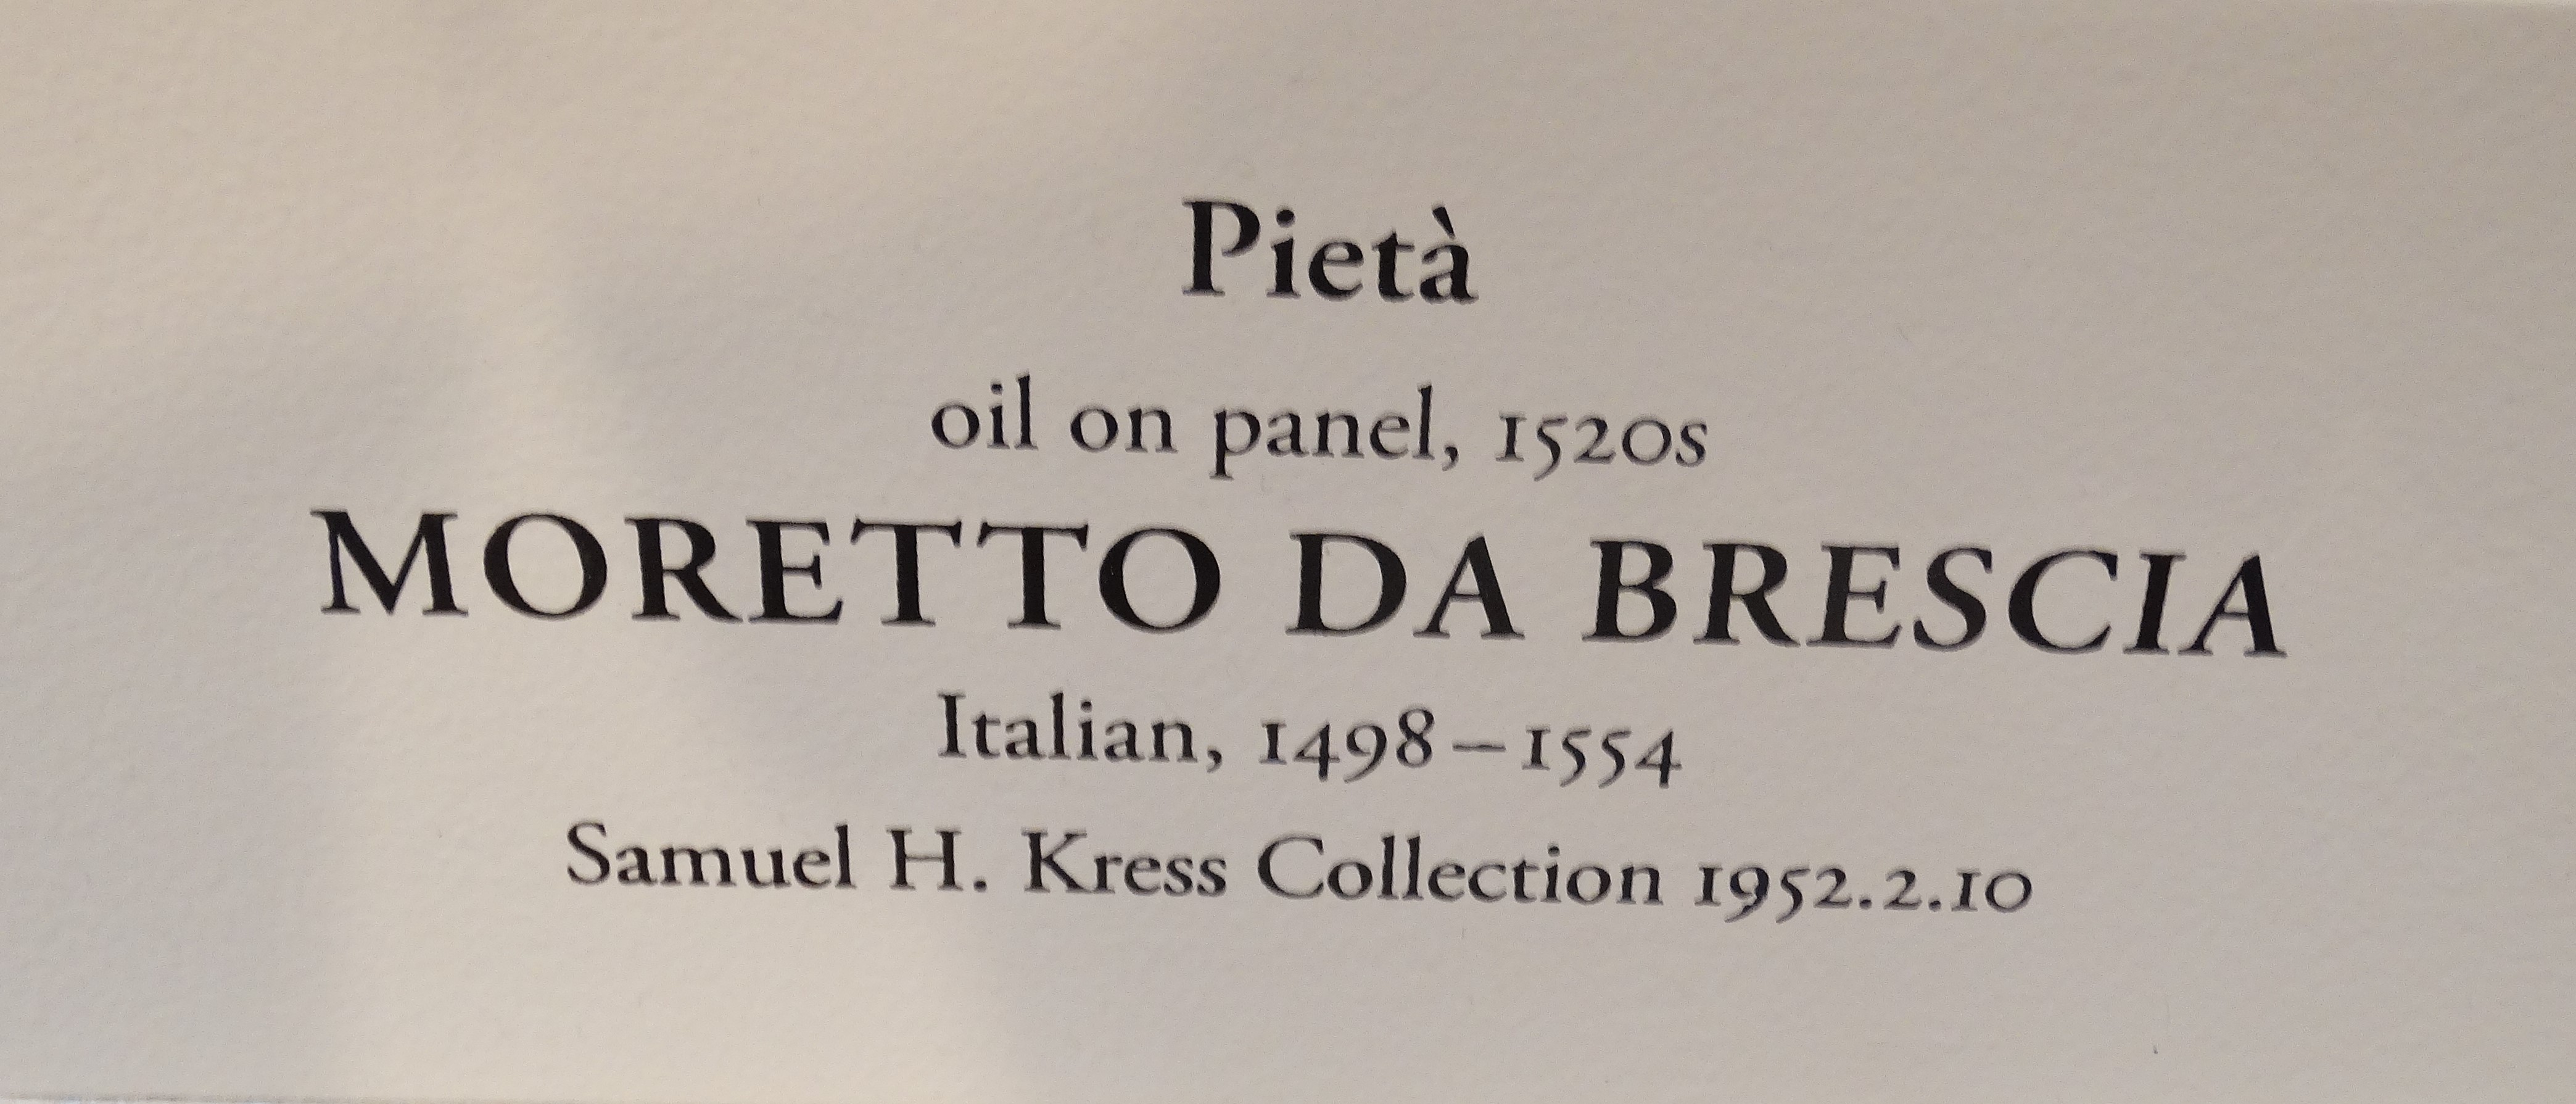 Pietà
oil on panel, 1520s
MORETTO DA BRESCIA
Italian, 1498–1554
Samuel H. Kress Collection 1952.2.10